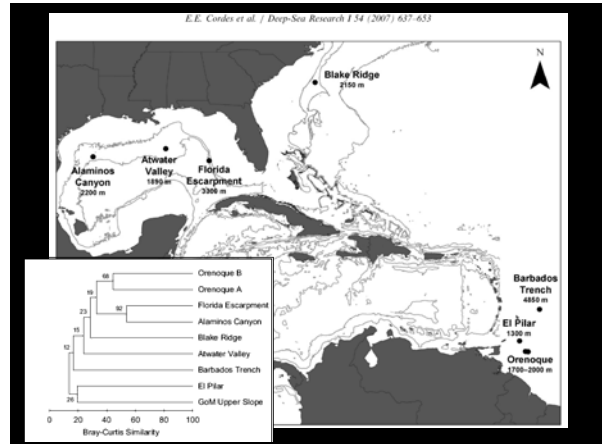 E.E. Cordes et al. / Deep-Sea Research I 54 (2007) 637–653
N
Blake Ridge
2150 m
Alaminos
Canyon
2200 m
Atwater
Valley
1890 m
Florida
Escarpment
3300 m
Barbados
Trench
4850 m
El Pilar
1300 m
Orenoque
1700–2000 m
68
Orenoque B
19
Orenoque A
92
Florida Escarpment
23
Alaminos Canyon
15
Blake Ridge
12
Atwater Valley
Barbados Trench
El Pilar
26
GoM Upper Slope
0 20 40 60 80 100
Bray-Curtis Similarity